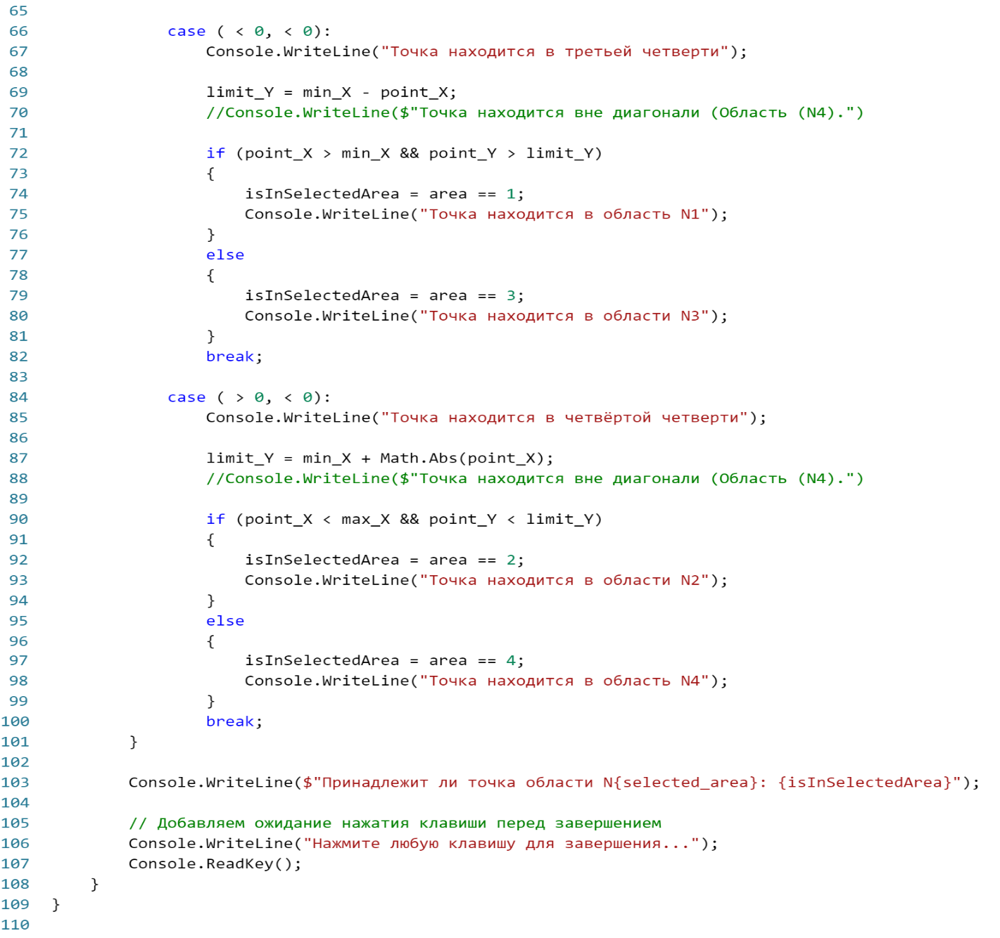 65
66 case ( < 0, < 0):
67 Console.WriteLine("Точка находится в третьей четверти");
68
69 limit_Y = min_X - point_X;
70 //Console.WriteLine($"Точка находится вне диагонали (Область (N4).")
71
72 if (point_X > min_X && point_Y > limit_Y)
73 {
74 isInSelectedArea = area == 1;
75 Console.WriteLine("Точка находится в область N1");
76 }
77 else
78 {
79 isInSelectedArea = area == 3;
80 Console.WriteLine("Точка находится в области N3");
81 }
82 break;
83
84 case ( > 0, < 0):
85 Console.WriteLine("Точка находится в четвёртой четверти");
86
87 limit_Y = min_X + Math.Abs(point_X);
88 //Console.WriteLine($"Точка находится вне диагонали (Область (N4).")
89
90 if (point_X < max_X && point_Y < limit_Y)
91 {
92 isInSelectedArea = area == 2;
93 Console.WriteLine("Точка находится в области N2");
94 }
95 else
96 {
97 isInSelectedArea = area == 4;
98 Console.WriteLine("Точка находится в область N4");
99 }
100 break;
101 }
102
103 Console.WriteLine($"Принадлежит ли точка области N{selected_area}: {isInSelectedArea}");
104
105 // Добавляем ожидание нажатия клавиши перед завершением
106 Console.WriteLine("Нажмите любую клавишу для завершения...");
107 Console.ReadKey();
108 }
109 }
110